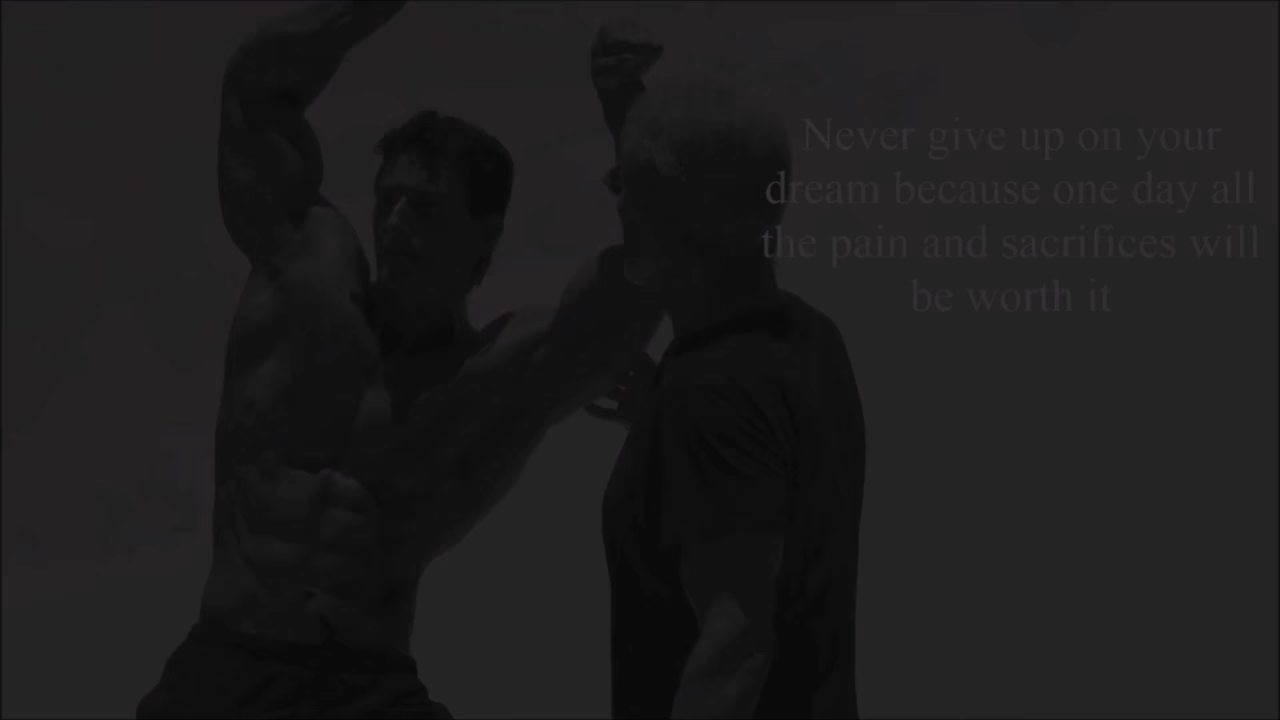 Never give up on your
dream because one day all
the pain and sacrifices will
be worth it